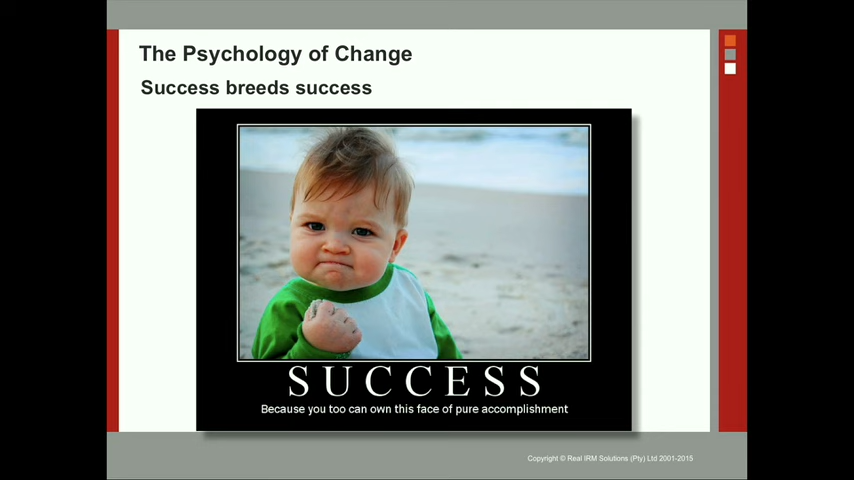 The Psychology of Change
Success breeds success
SUCCESS
Because you too can own this face of pure accomplishment
Copyright © Real IRM Solutions (Pty) Ltd 2001-2015